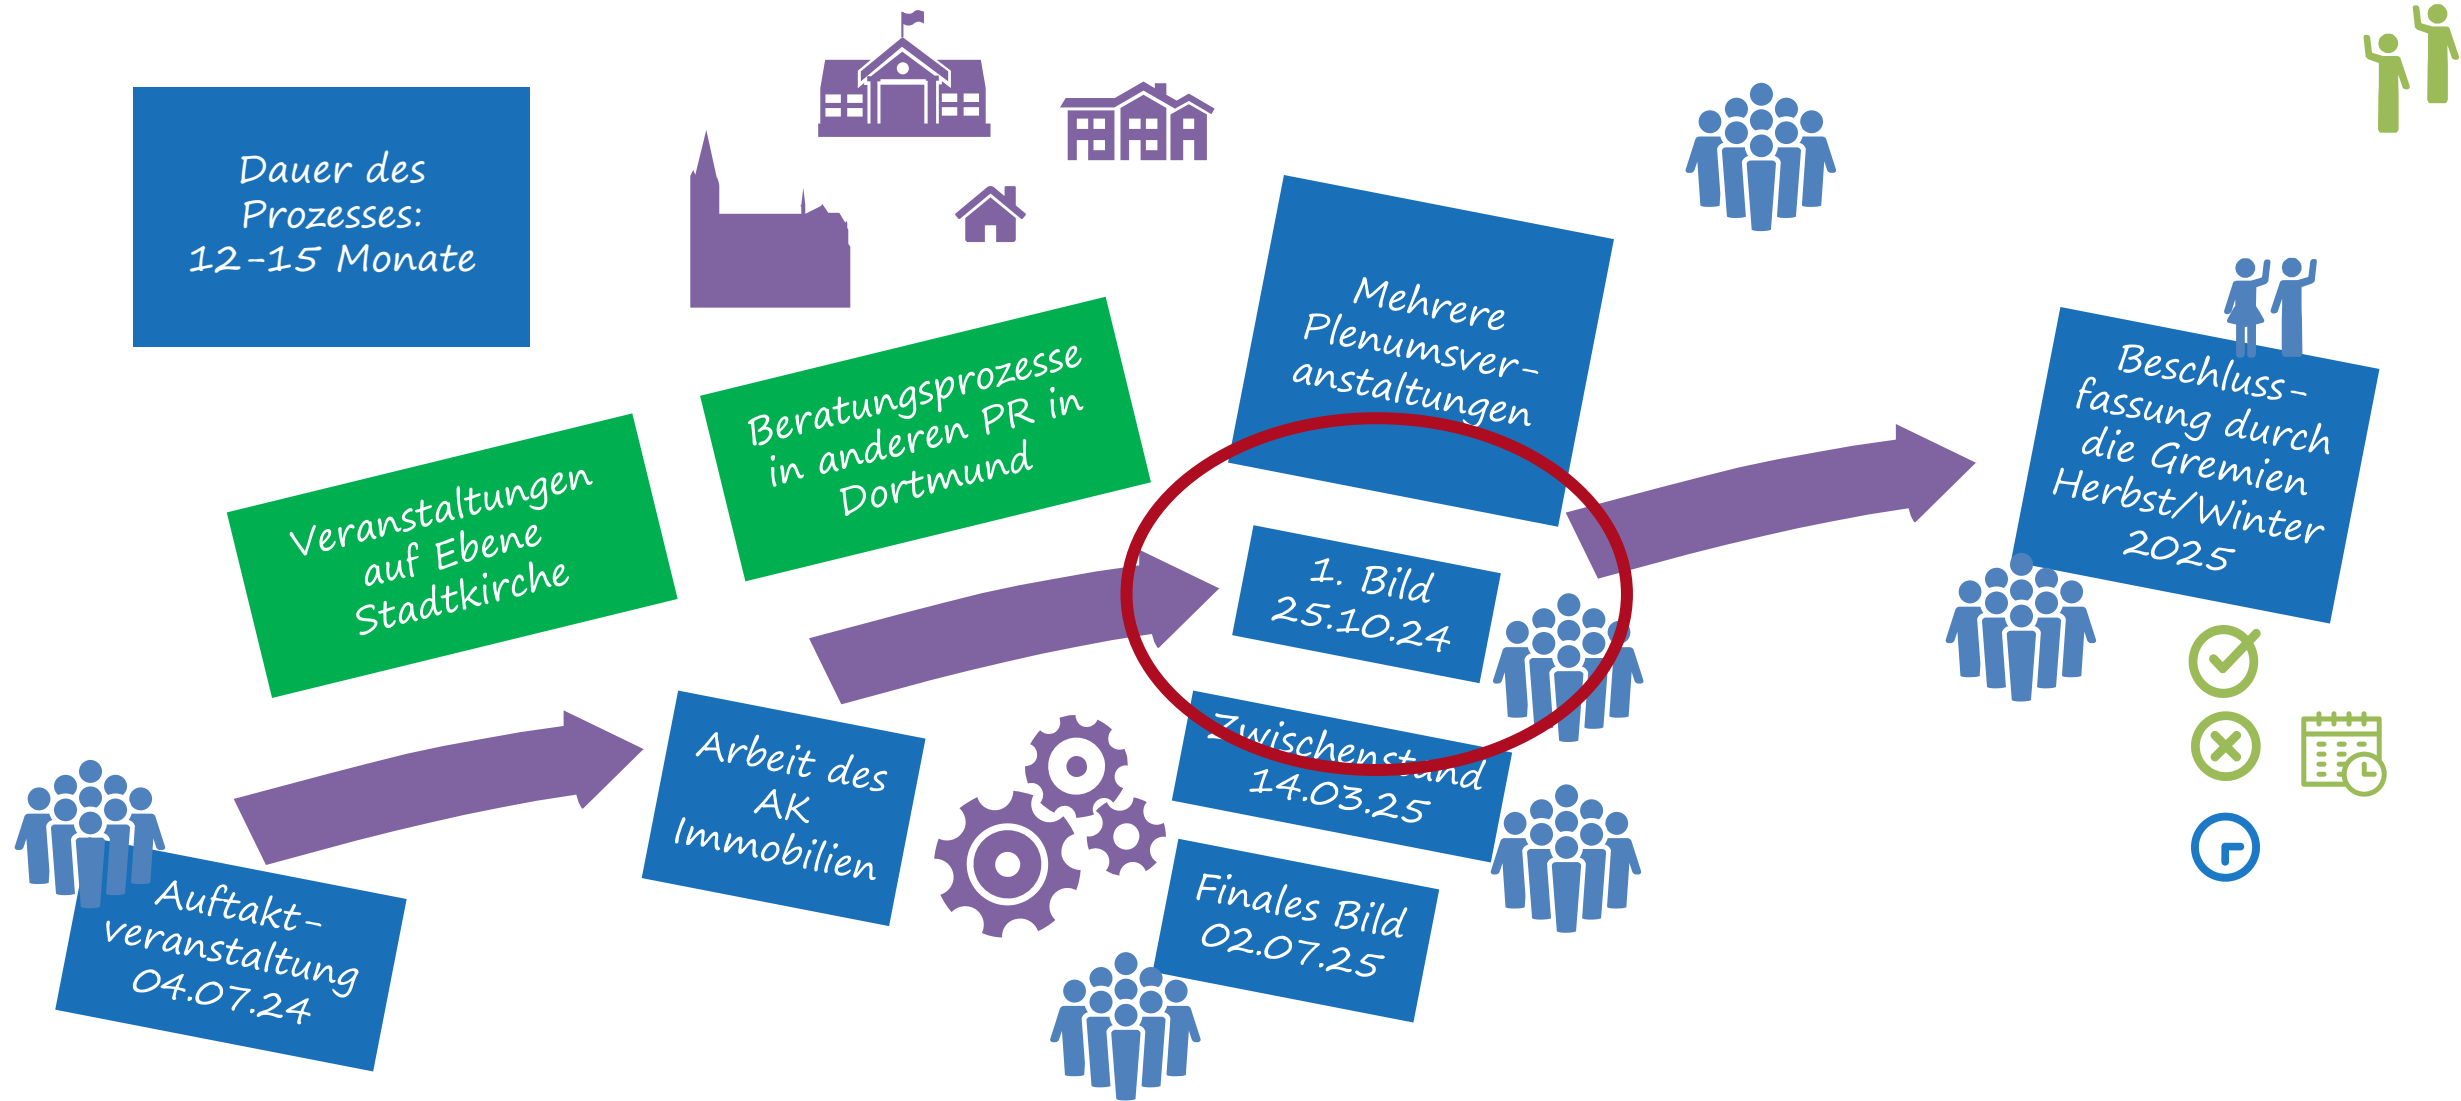 Dauer des
Prozesses:
12-15 Monate
Veranstaltungen
auf Ebene
Stadtkirche
Beratungsprozesse
in anderen PR in
Dortmund
Mehrere
Plenumsver-
anstaltungen
Beschluss-
fassung durch
die Gremien
Herbst/Winter
2025
1. Bild
25.10.24
Arbeit des
AK
Immobilien
Zwischenstand
14.03.25
Auftakt-
veranstaltung
04.07.24
Finales Bild
02.07.25